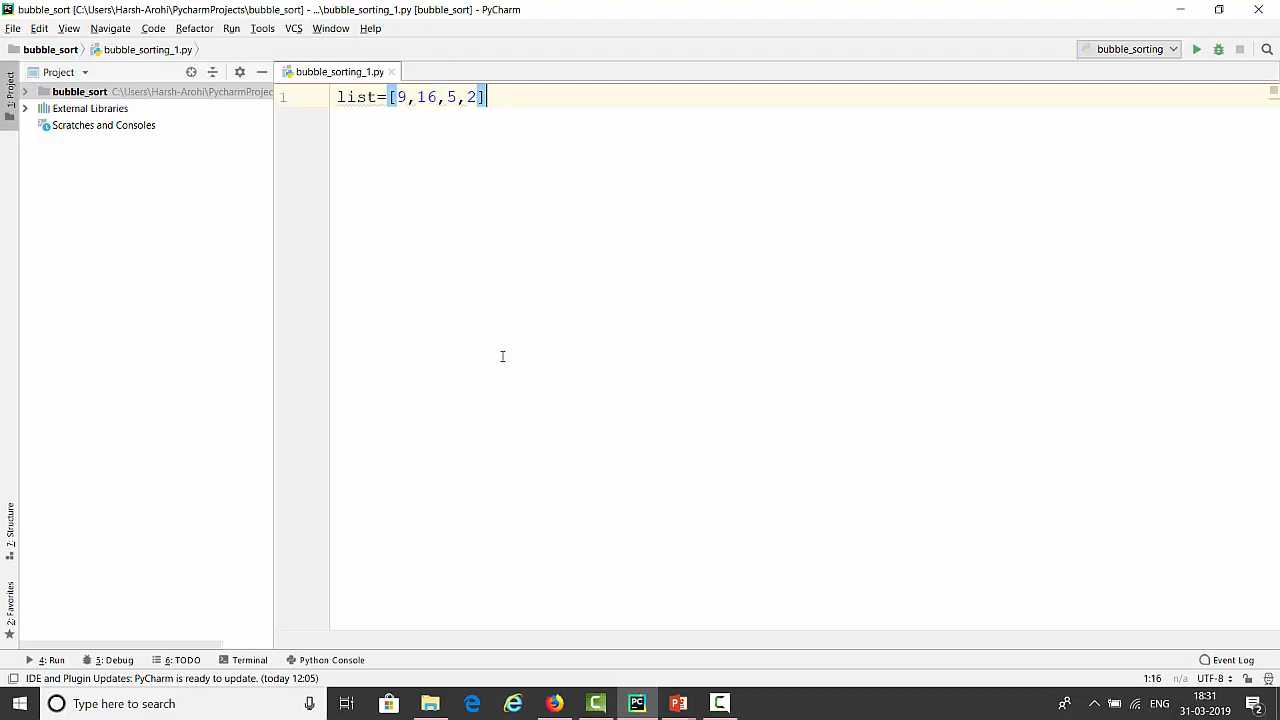 bubble_sort [C:\Users\Harsh-Arohi\PycharmProjects\bubble_sort] - ...\bubble_sorting_1.py [bubble_sort] - PyCharm
File Edit View Navigate Code Refactor Run Tools VCS Window Help
bubble_sort bubble_sorting_1.py bubble_sorting
1: Project
Project bubble_sorting_1.py
bubble_sort C:\Users\Harsh-Arohi\PycharmProjec
External Libraries
Scratches and Consoles
1 list=[9,16,5,2]
7: Structure
2: Favorites
4: Run 5: Debug 6: TODO Terminal Python Console Event Log
IDE and Plugin Updates: PyCharm is ready to update. (today 12:05) 1:16 n/a UTF-8
Type here to search ENG 18:31
31-03-2019 2